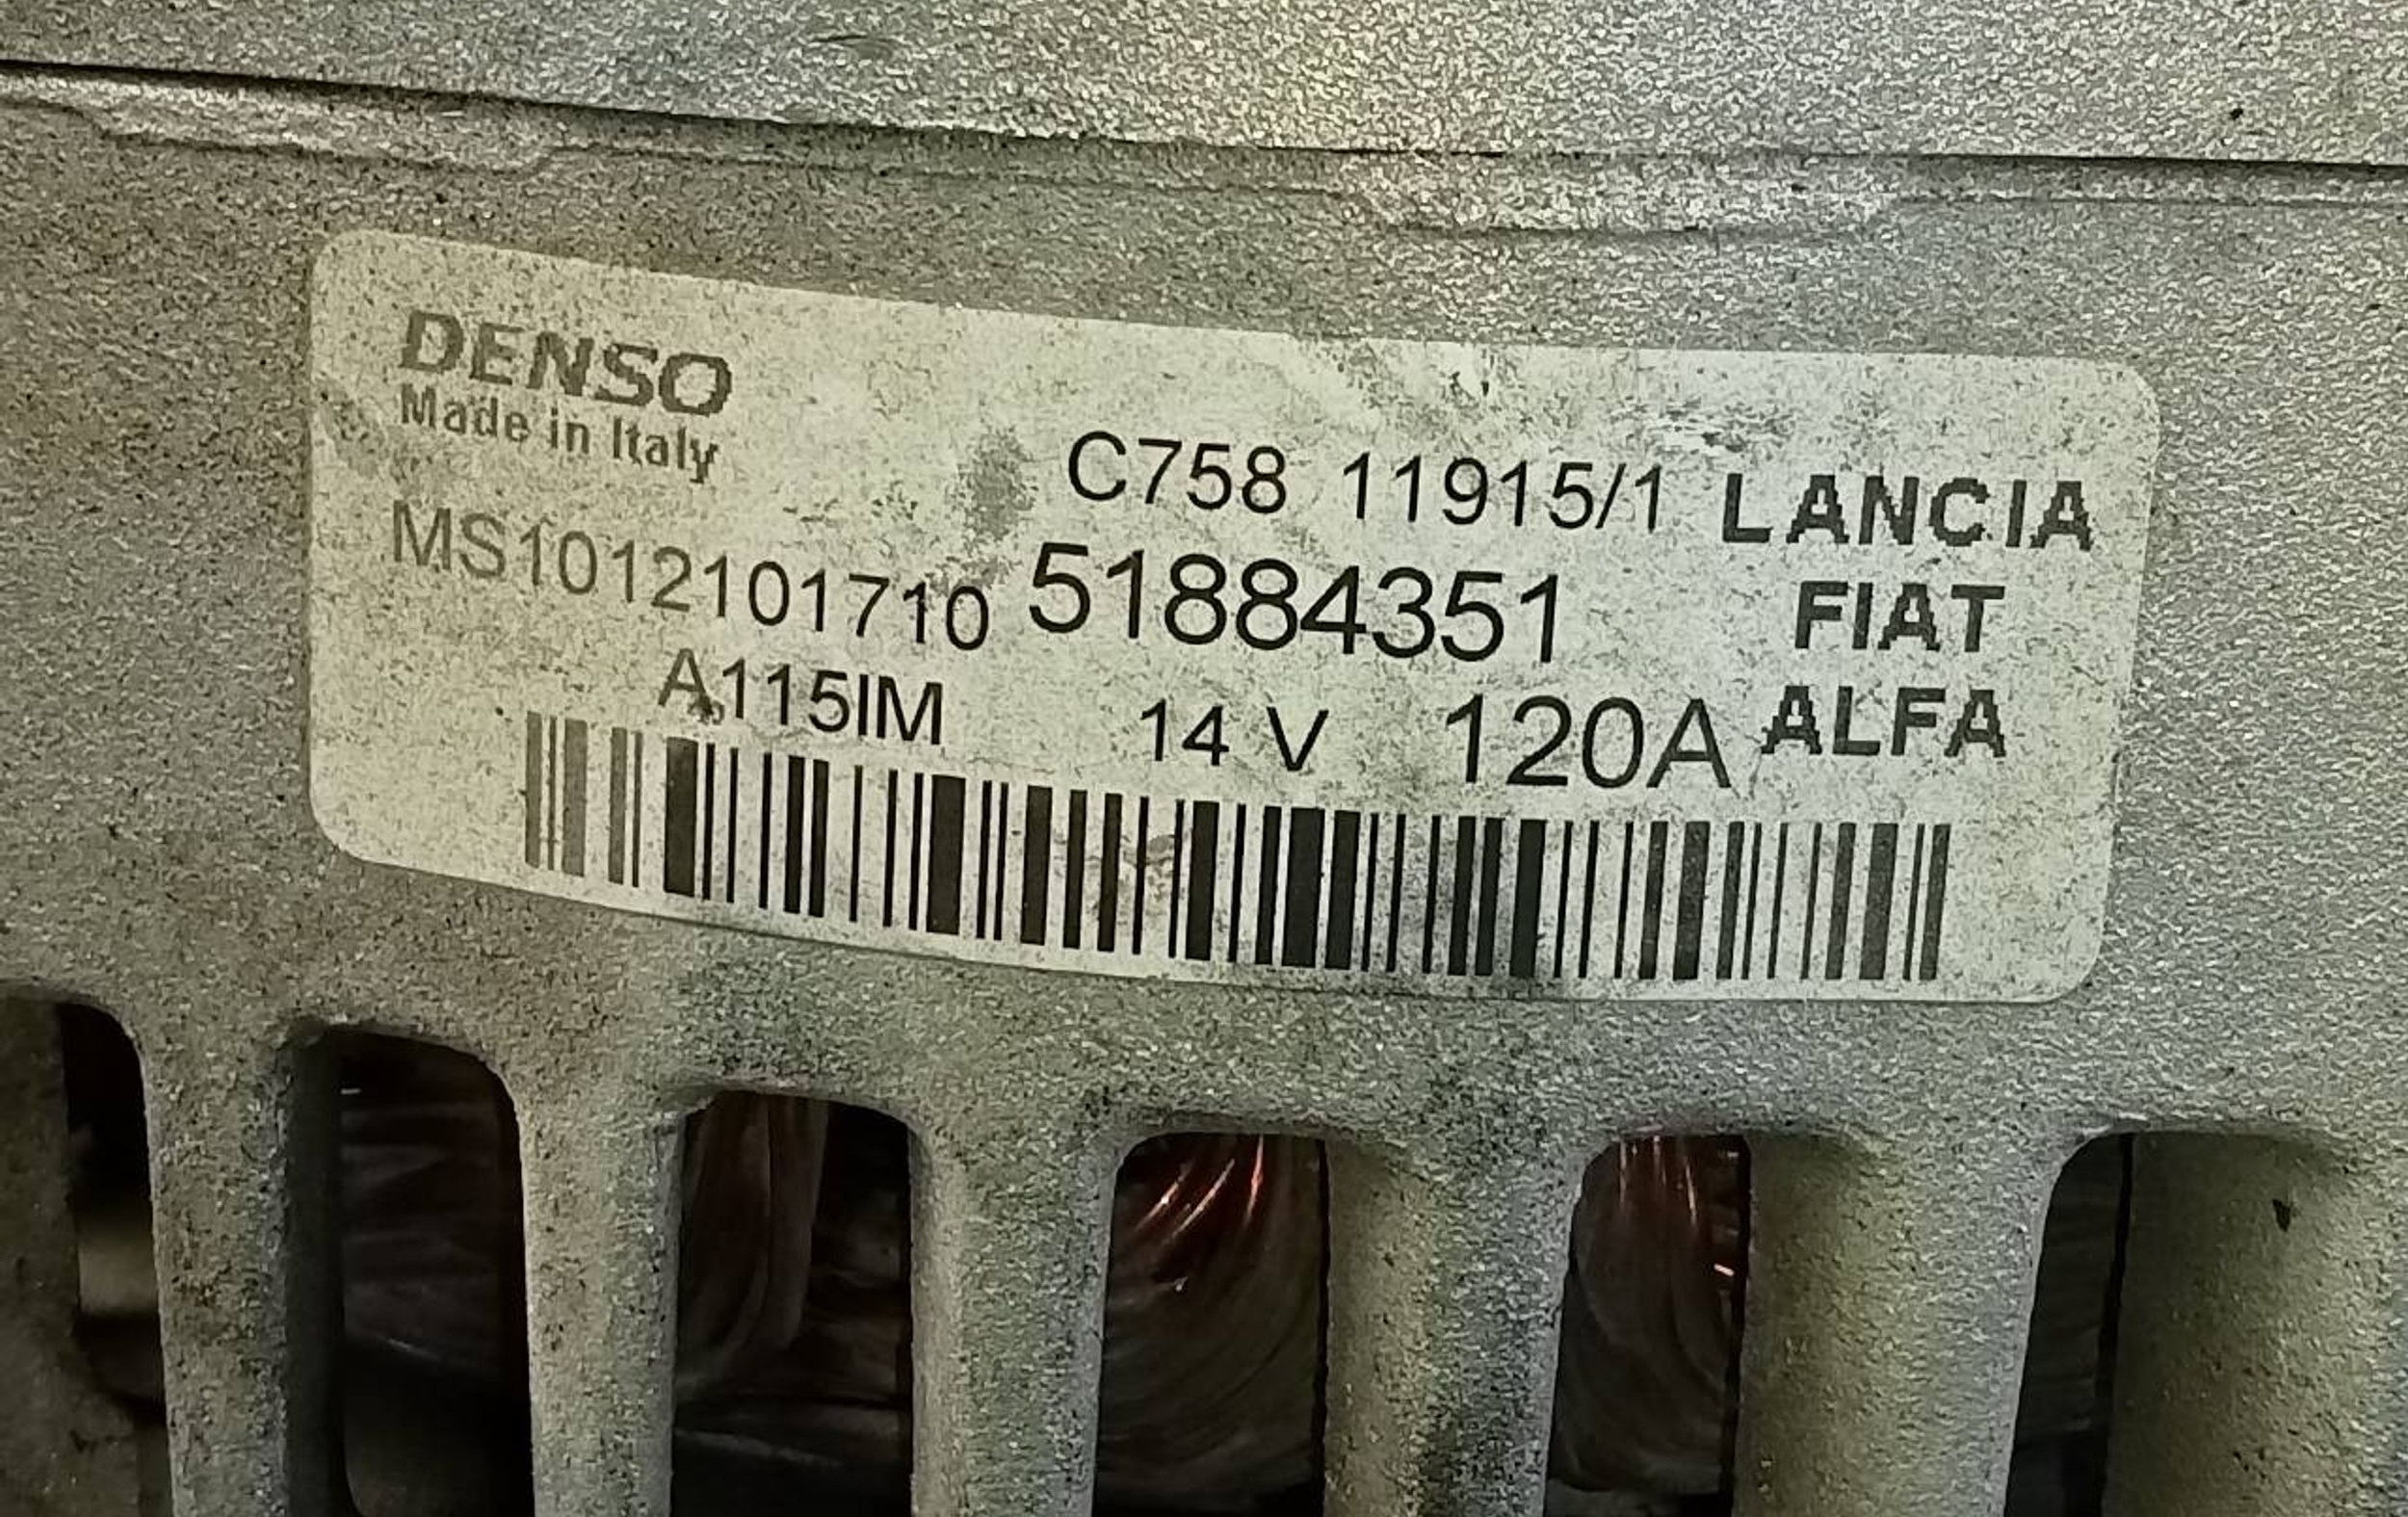 DENSO
Made in Italy
C758 11915/1 LANCIA
MS1012101710 51884351 FIAT
A115IM 14 V 120A ALFA